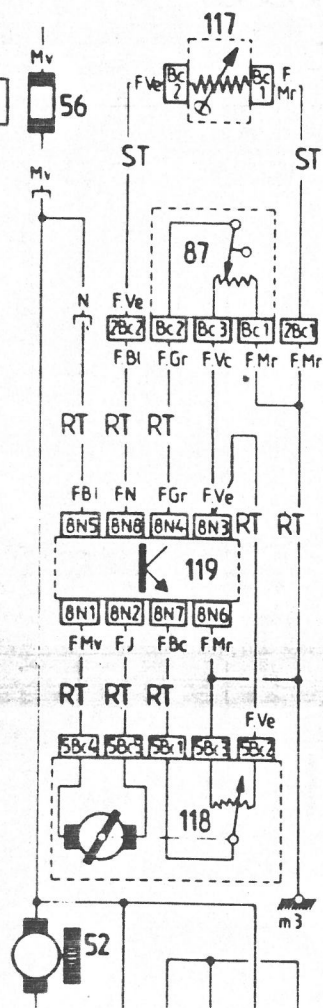 117
Mv
56
F.Ve Bc 2 Bc 1 F Mr
ST ST
Mv
87
N F.Ve
2Bc2 Bc2 Bc3 Bc1 2Bc1
F.Bl F.Gr F.Vc F.Mr F.Mr
RT RT RT
F.Bl F.N F.Gr F.Ve
RT RT
8N5 8N8 8N4 8N3
119
8N1 8N2 8N7 8N6
F.Mv F.J F.Bc F.Mr
RT RT RT
F.Ve
5Bc4 5Bc5 5Bc1 5Bc3 5Bc2
118
m3
52